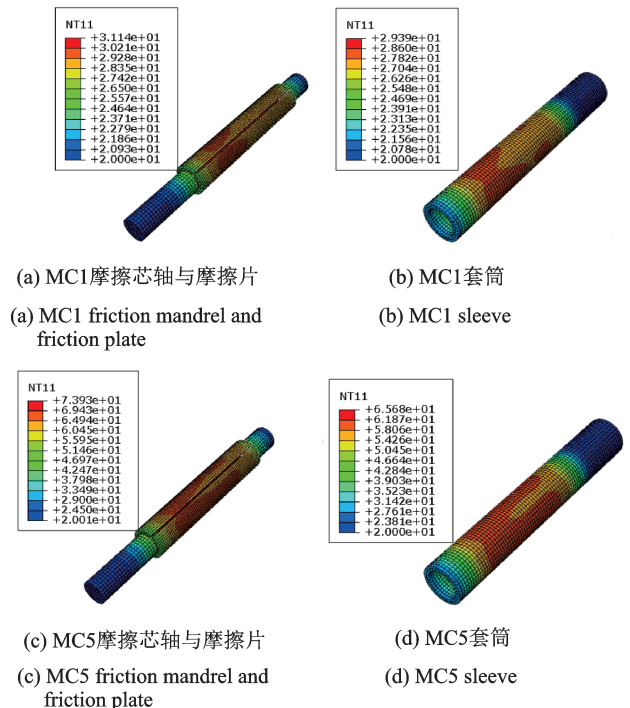 NT11
+3.114e+01
+3.021e+01
+2.928e+01
+2.835e+01
+2.742e+01
+2.650e+01
+2.557e+01
+2.464e+01
+2.371e+01
+2.279e+01
+2.186e+01
+2.093e+01
+2.000e+01
NT11
+2.939e+01
+2.860e+01
+2.782e+01
+2.704e+01
+2.626e+01
+2.548e+01
+2.469e+01
+2.391e+01
+2.313e+01
+2.235e+01
+2.156e+01
+2.078e+01
+2.000e+01
(a) MC1摩擦芯轴与摩擦片
(a) MC1 friction mandrel and
friction plate
(b) MC1套筒
(b) MC1 sleeve
NT11
+7.393e+01
+6.943e+01
+6.494e+01
+6.045e+01
+5.595e+01
+5.146e+01
+4.697e+01
+4.247e+01
+3.798e+01
+3.349e+01
+2.900e+01
+2.450e+01
+2.001e+01
NT11
+6.568e+01
+6.187e+01
+5.806e+01
+5.426e+01
+5.045e+01
+4.664e+01
+4.284e+01
+3.903e+01
+3.523e+01
+3.142e+01
+2.761e+01
+2.381e+01
+2.000e+01
(c) MC5摩擦芯轴与摩擦片
(c) MC5 friction mandrel and
friction plate
(d) MC5套筒
(d) MC5 sleeve